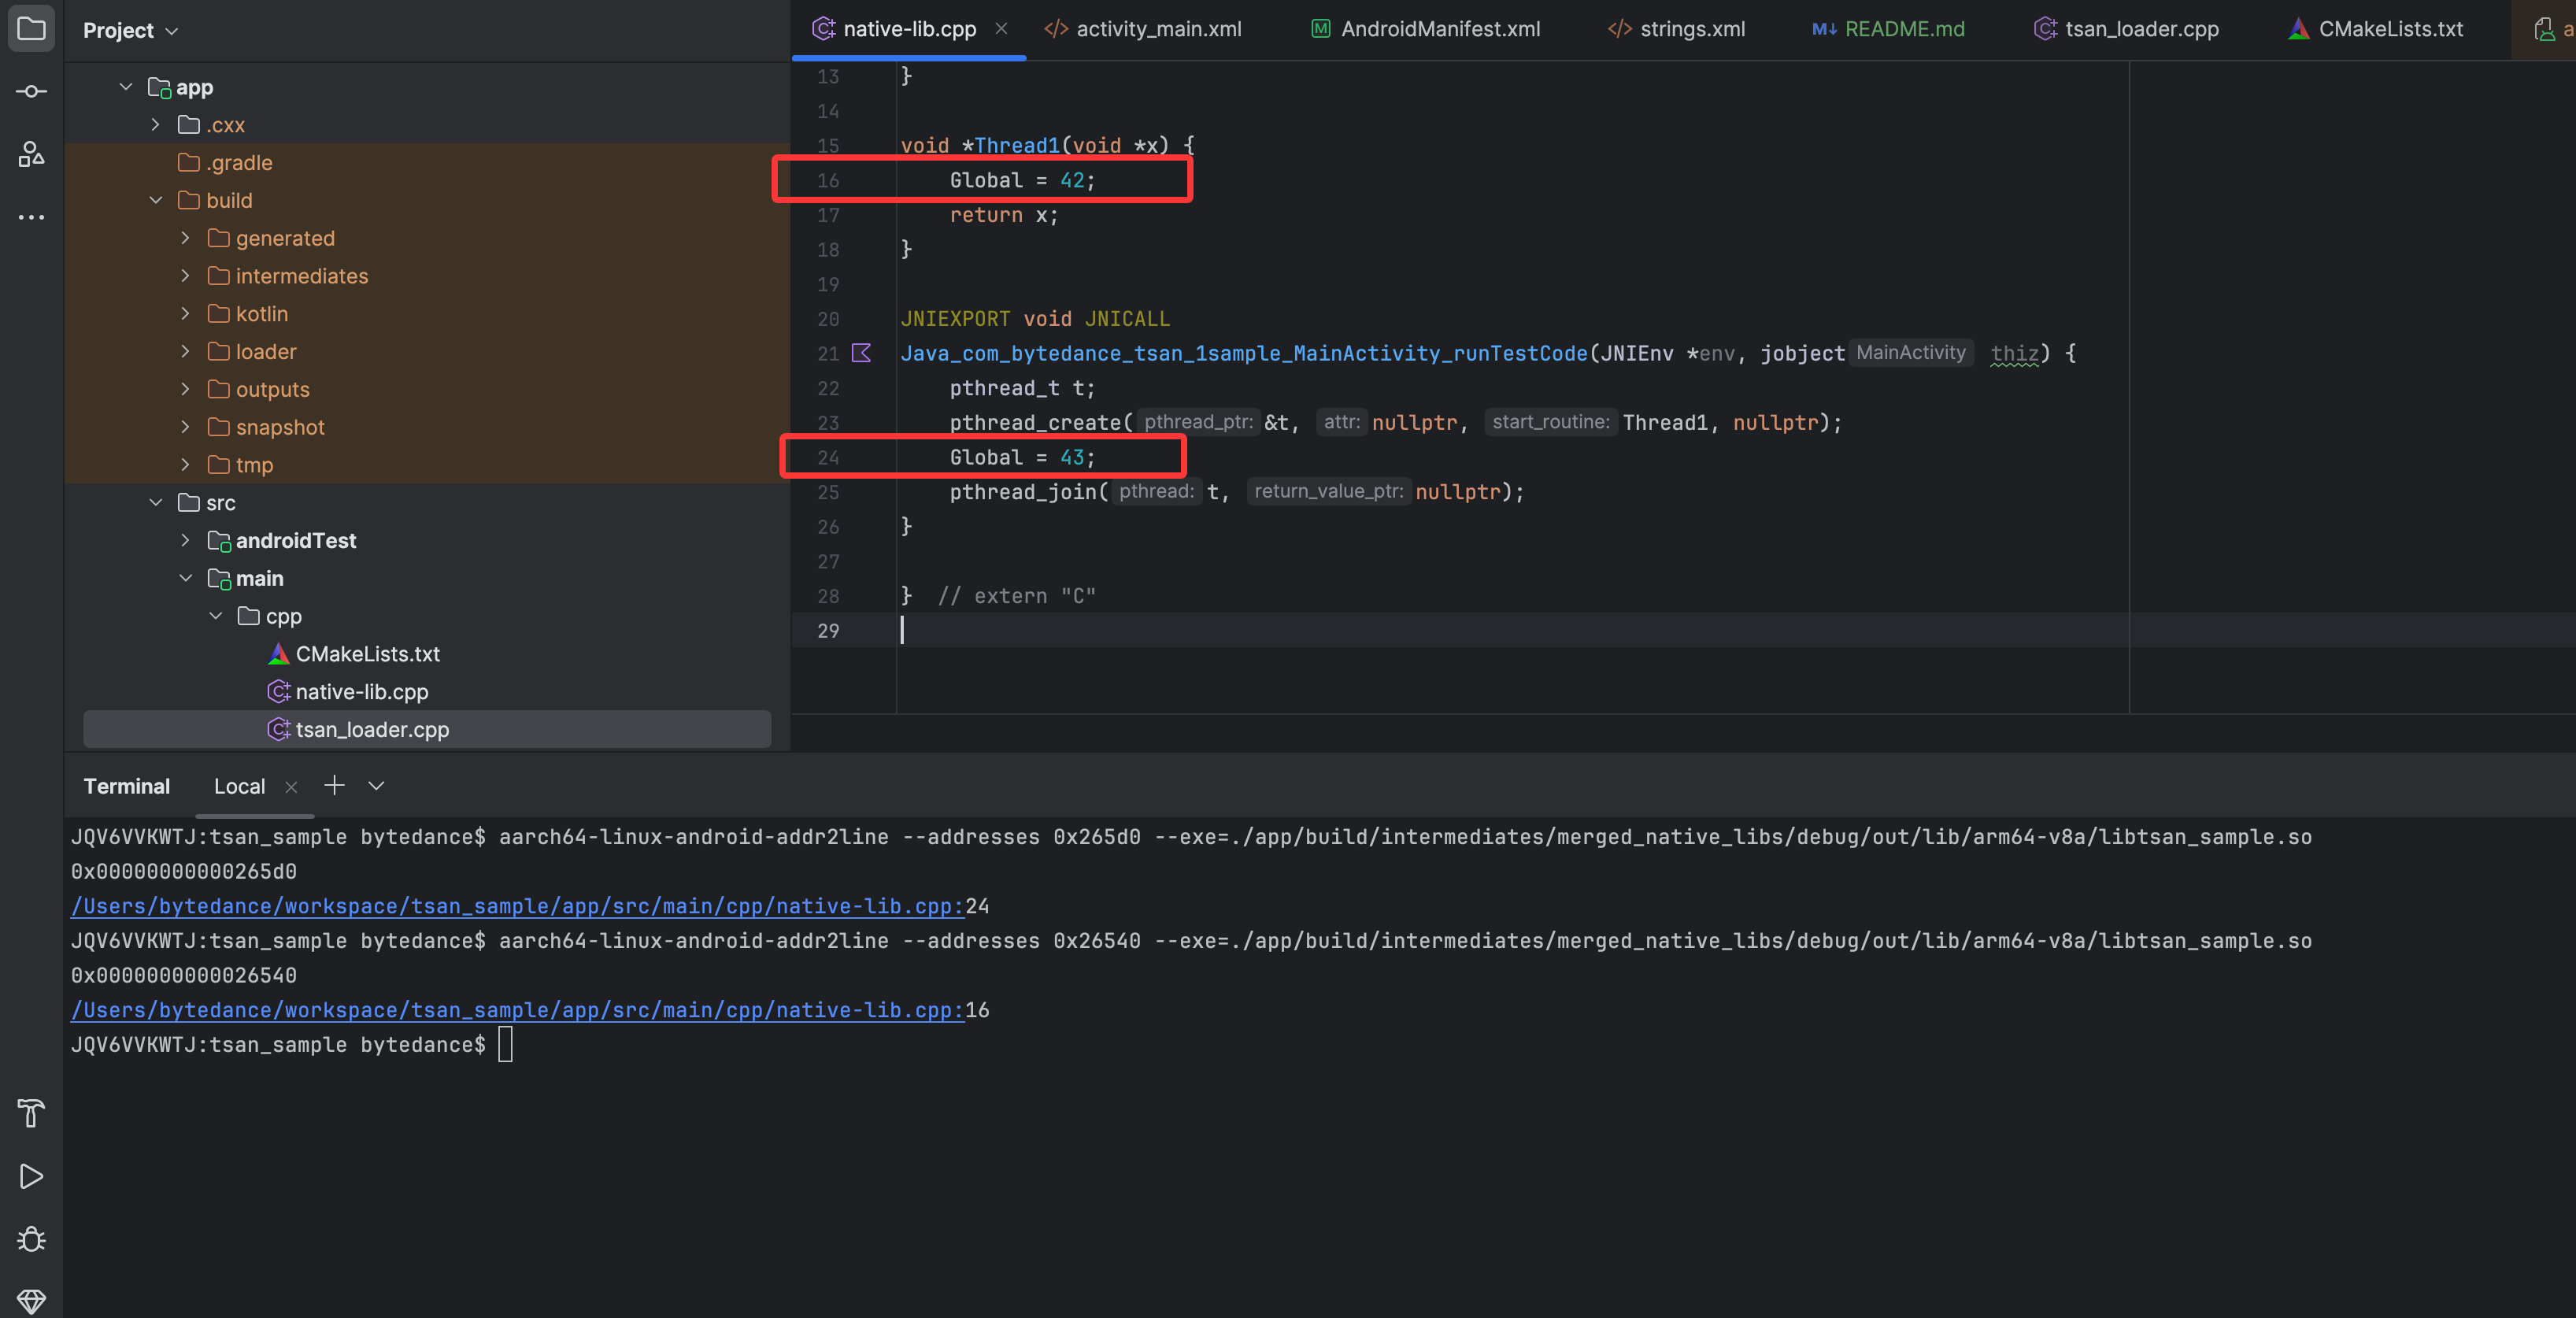 Project
app
.cxx
.gradle
build
generated
intermediates
kotlin
loader
outputs
snapshot
tmp
src
androidTest
main
cpp
CMakeLists.txt
native-lib.cpp
tsan_loader.cpp
native-lib.cpp
activity_main.xml
AndroidManifest.xml
strings.xml
README.md
tsan_loader.cpp
CMakeLists.txt
13 }
14
15 void *Thread1(void *x) {
16 Global = 42;
17 return x;
18 }
19
20 JNIEXPORT void JNICALL
21 Java_com_bytedance_tsan_1sample_MainActivity_runTestCode(JNIEnv *env, jobject MainActivity thiz) {
22 pthread_t t;
23 pthread_create( pthread_ptr: &t, attr: nullptr, start_routine: Thread1, nullptr);
24 Global = 43;
25 pthread_join( pthread: t, return_value_ptr: nullptr);
26 }
27
28 } // extern "C"
29
Terminal Local
JQV6VVKWTJ:tsan_sample bytedance$ aarch64-linux-android-addr2line --addresses 0x265d0 --exe=./app/build/intermediates/merged_native_libs/debug/out/lib/arm64-v8a/libtsan_sample.so
0x00000000000265d0
/Users/bytedance/workspace/tsan_sample/app/src/main/cpp/native-lib.cpp:24
JQV6VVKWTJ:tsan_sample bytedance$ aarch64-linux-android-addr2line --addresses 0x26540 --exe=./app/build/intermediates/merged_native_libs/debug/out/lib/arm64-v8a/libtsan_sample.so
0x0000000000026540
/Users/bytedance/workspace/tsan_sample/app/src/main/cpp/native-lib.cpp:16
JQV6VVKWTJ:tsan_sample bytedance$